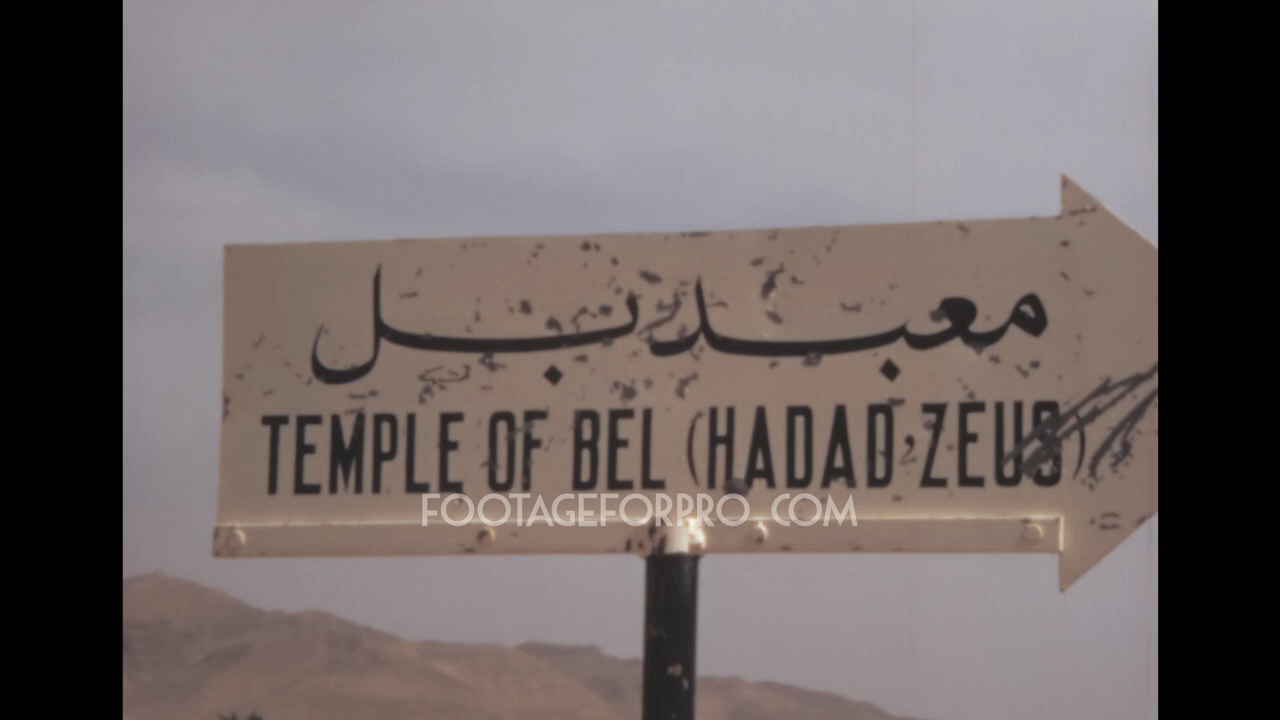 معبد بل
TEMPLE OF BEL (HADAD, ZEUS)
FOOTAGEFORPRO.COM